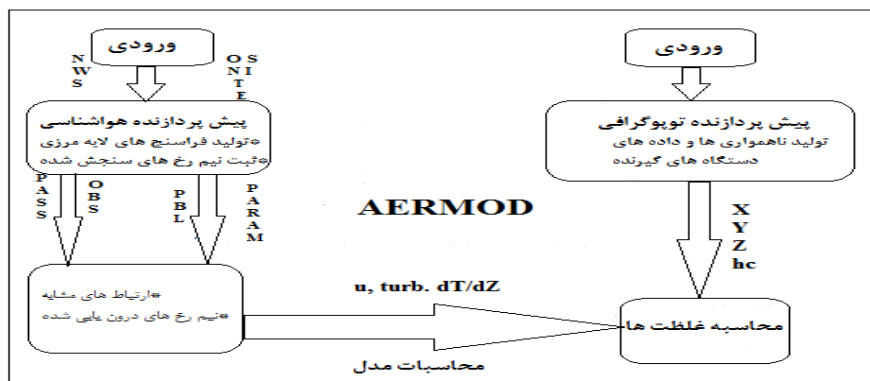 ورودی
ورودی
NWS
ONSITE
پیش پردازنده هواشناسی
*تولید فراسنج های لایه مرزی
*ثبت نیم رخ های سنجش شده
پیش پردازنده توپوگرافی
تولید ناهمواری ها و داده های
دستگاه های گیرنده
PASS
OBS
PBL
PARAM
AERMOD
X
Y
Z
hc
*ارتباط های مشابه
*نیم رخ های درون یابی شده
u, turb. dT/dZ
محاسبات مدل
محاسبه غلظت ها